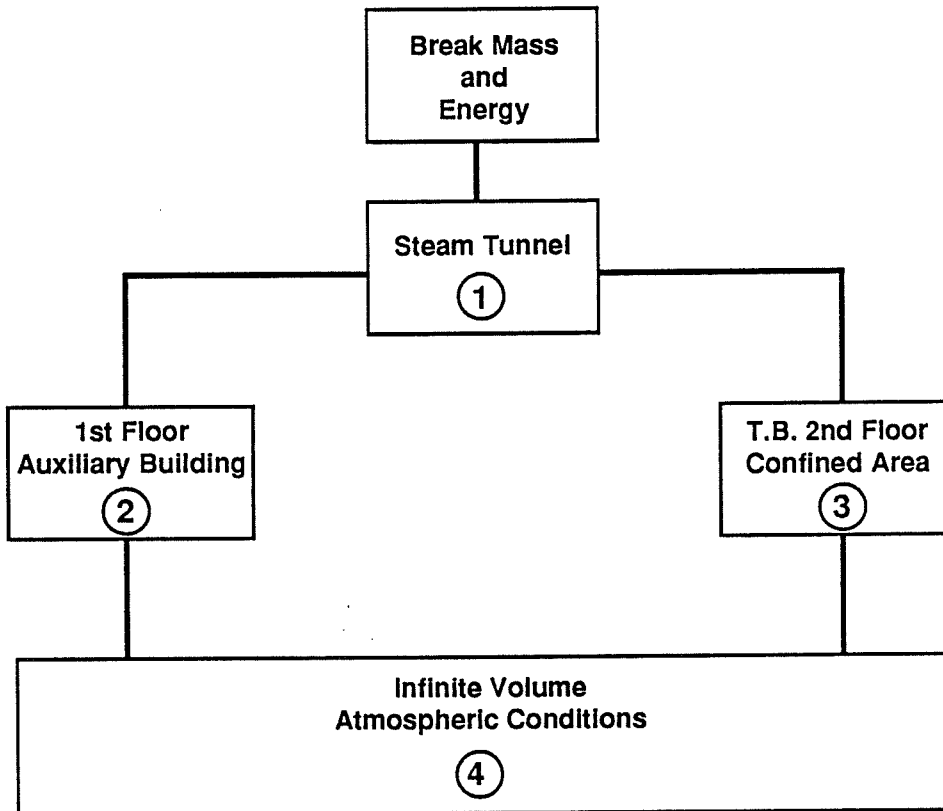 Break Mass
and
Energy
Steam Tunnel
1
1st Floor
Auxiliary Building
2
T.B. 2nd Floor
Confined Area
3
Infinite Volume
Atmospheric Conditions
4